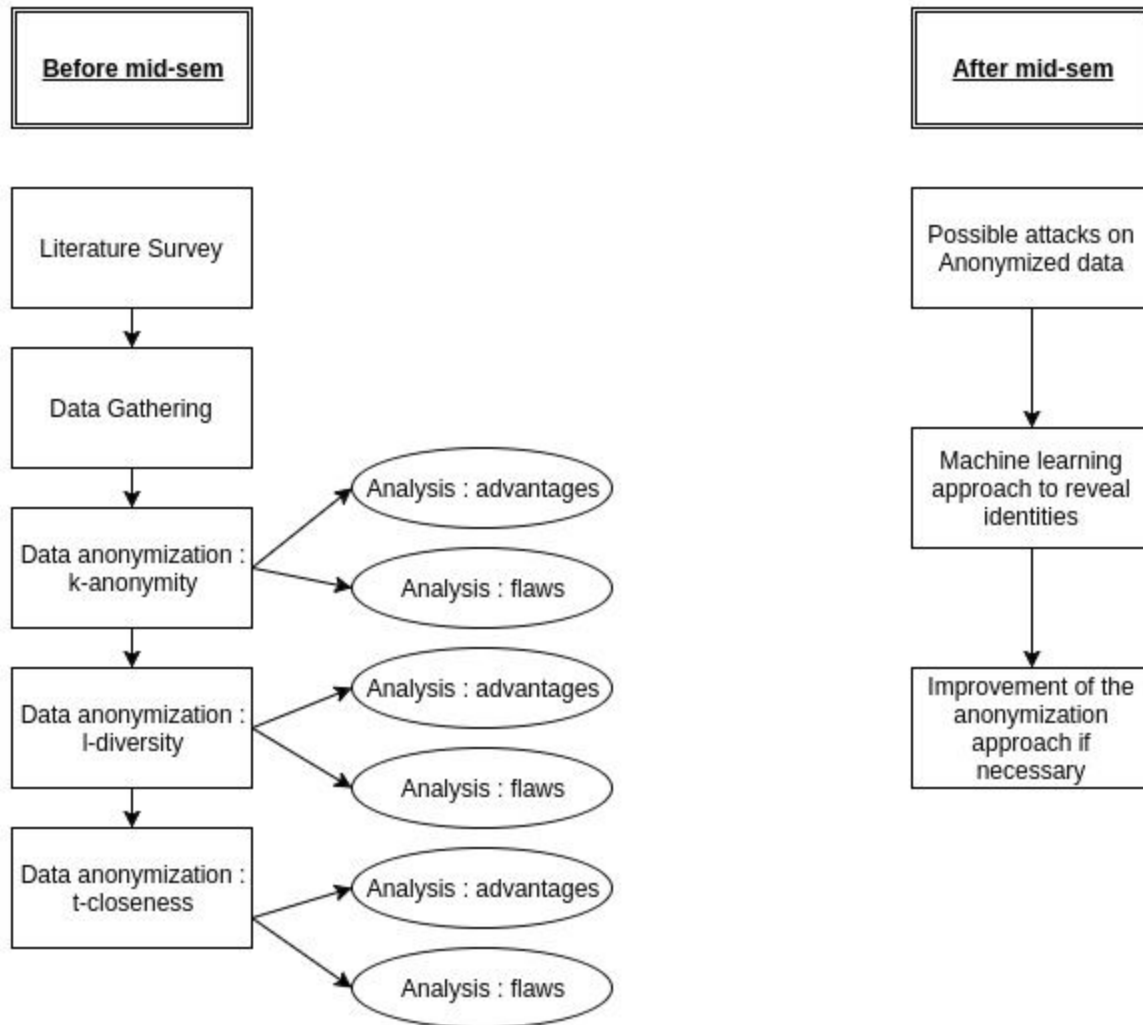 Before mid-sem
Literature Survey
Data Gathering
Data anonymization :
k-anonymity
Analysis : advantages
Analysis : flaws
Data anonymization :
l-diversity
Analysis : advantages
Analysis : flaws
Data anonymization :
t-closeness
Analysis : advantages
Analysis : flaws
After mid-sem
Possible attacks on
Anonymized data
Machine learning
approach to reveal
identities
Improvement of the
anonymization
approach if
necessary